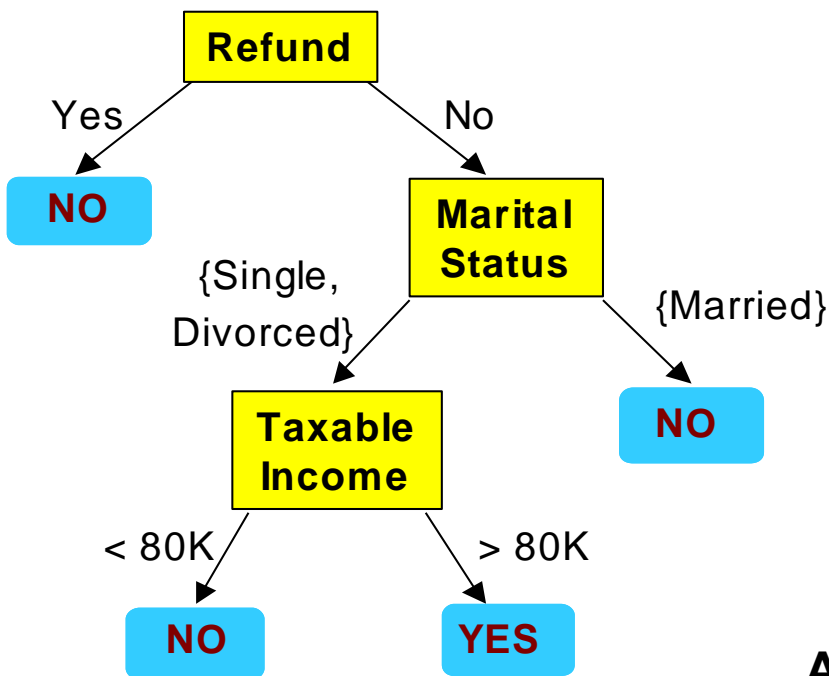 Refund
Yes
No
NO
Marital
Status
{Single,
Divorced}
{Married}
Taxable
Income
NO
< 80K
> 80K
NO
YES